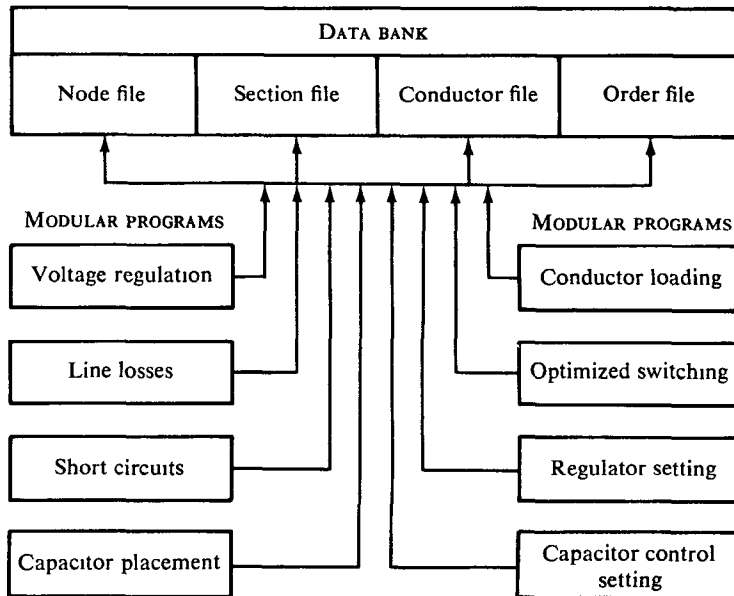 DATA BANK
Node file
Section file
Conductor file
Order file
MODULAR PROGRAMS
Voltage regulation
Line losses
Short circuits
Capacitor placement
MODULAR PROGRAMS
Conductor loading
Optimized switching
Regulator setting
Capacitor control
setting